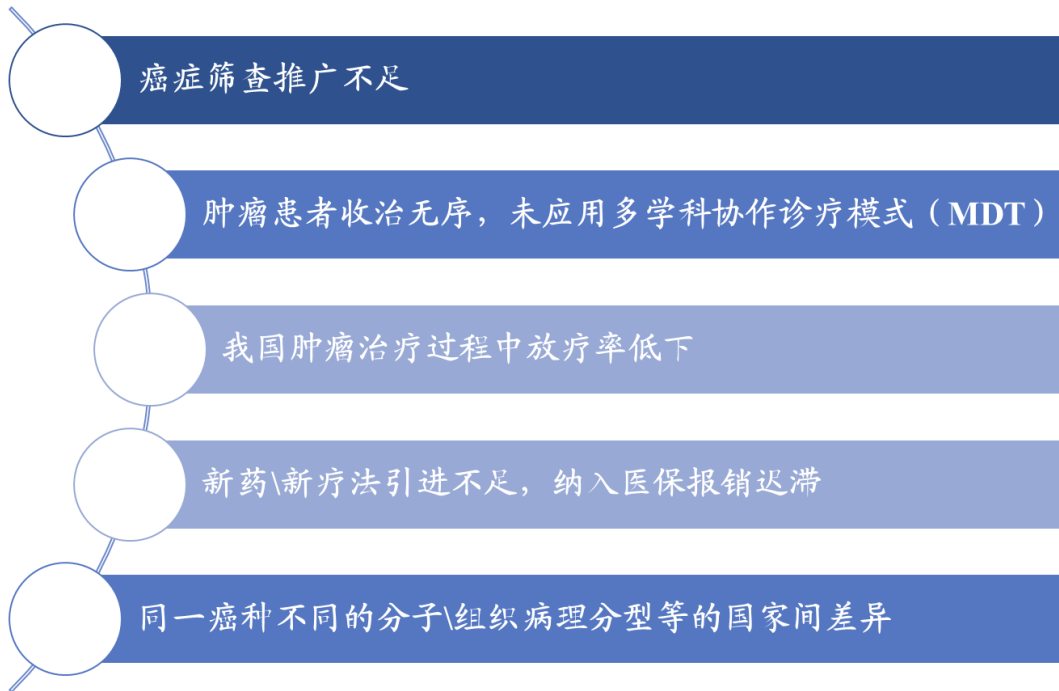 癌症筛查推广不足
肿瘤患者收治无序，未应用多学科协作诊疗模式（MDT）
我国肿瘤治疗过程中放疗率低下
新药\新疗法引进不足，纳入医保报销迟滞
同一癌种不同的分子\组织病理分型等的国家间差异